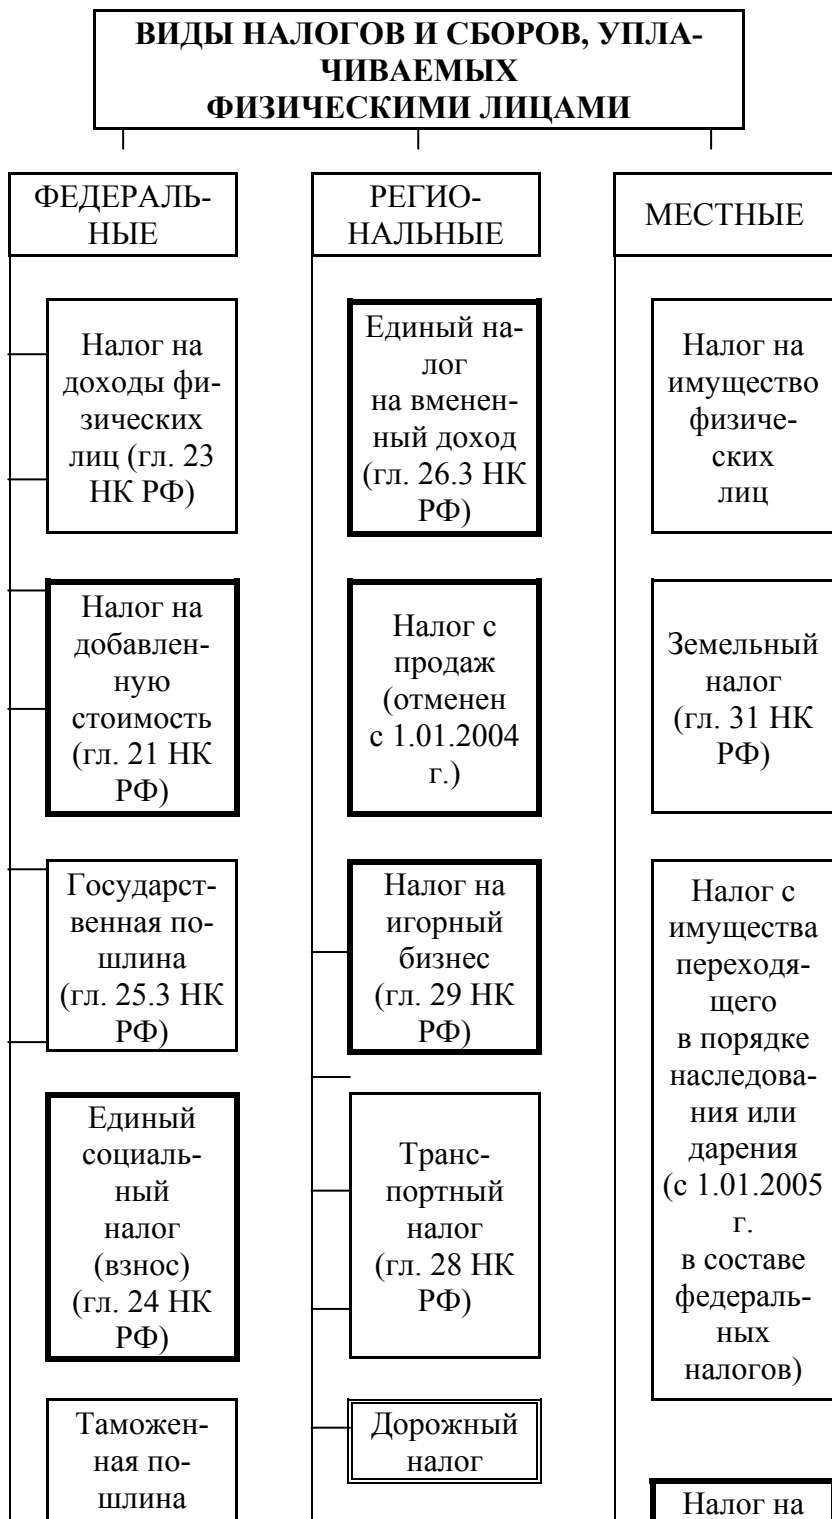 ВИДЫ НАЛОГОВ И СБОРОВ, УПЛА-
ЧИВАЕМЫХ
ФИЗИЧЕСКИМИ ЛИЦАМИ
ФЕДЕРАЛЬ-
НЫЕ
Налог на
доходы фи-
зических
лиц (гл. 23
НК РФ)
Налог на
добавлен-
ную
стоимость
(гл. 21 НК
РФ)
Государст-
венная по-
шлина
(гл. 25.3 НК
РФ)
Единый
социаль-
ный
налог
(взнос)
(гл. 24 НК
РФ)
Таможен-
ная по-
шлина
РЕГИО-
НАЛЬНЫЕ
Единый на-
лог
на вменен-
ный доход
(гл. 26.3 НК
РФ)
Налог с
продаж
(отменен
с 1.01.2004
г.)
Налог на
игорный
бизнес
(гл. 29 НК
РФ)
Транс-
портный
налог
(гл. 28 НК
РФ)
Дорожный
налог
МЕСТНЫЕ
Налог на
имущество
физиче-
ских
лиц
Земельный
налог
(гл. 31 НК
РФ)
Налог с
имущества
переходя-
щего
в порядке
наследова-
ния или
дарения
(с 1.01.2005
г.
в составе
федераль-
ных
налогов)
Налог на